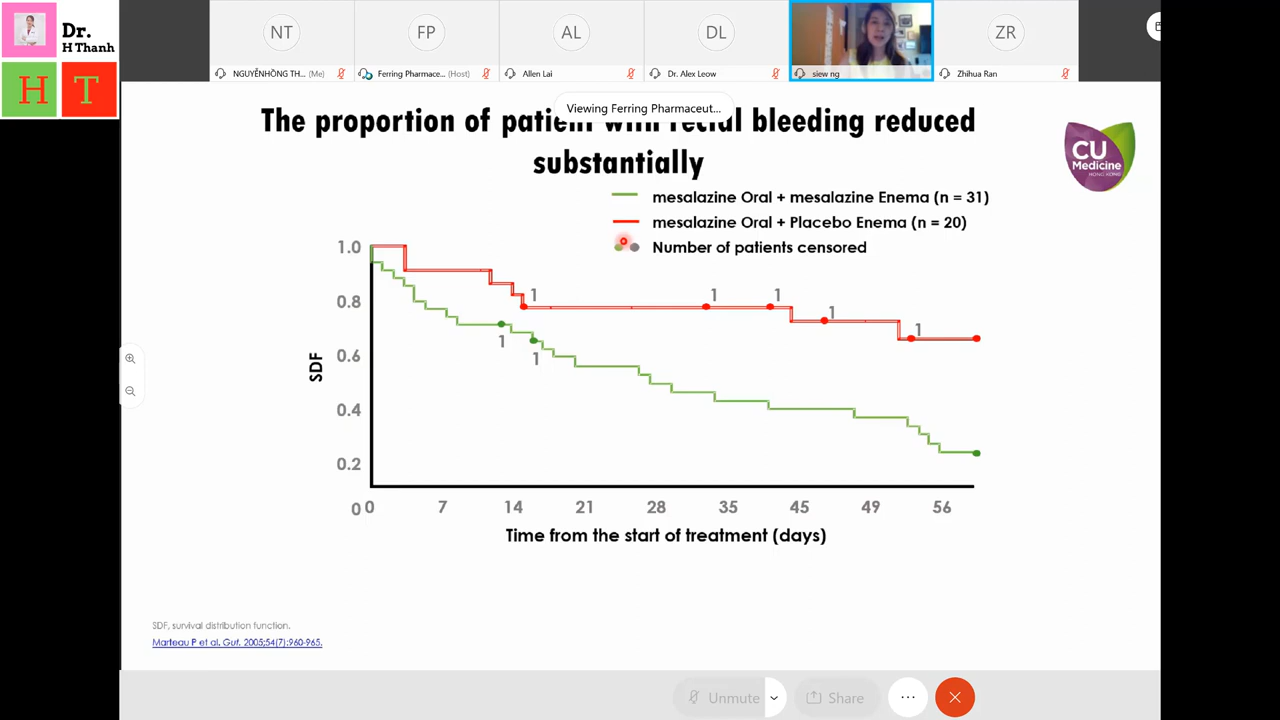 Dr.
H Thanh
H T
NT
FP
AL
DL
ZR
NGUYỄNHỒNG TH... (Me)
Ferring Pharmace... (Host)
Allen Lai
Dr. Alex Leow
siew ng
Zhihua Ran
Viewing Ferring Pharmaceut...
The proportion of patient with rectal bleeding reduced
substantially
CU
Medicine
HONG KONG
mesalazine Oral + mesalazine Enema (n = 31)
mesalazine Oral + Placebo Enema (n = 20)
Number of patients censored
1.0
0.8
0.6
0.4
0.2
0
SDF
1
1
1
1
1
1
1
0 7 14 21 28 35 45 49 56
Time from the start of treatment (days)
SDF, survival distribution function.
Marteau P et al. Gut. 2005;54(7):960-965.
Unmute
Share